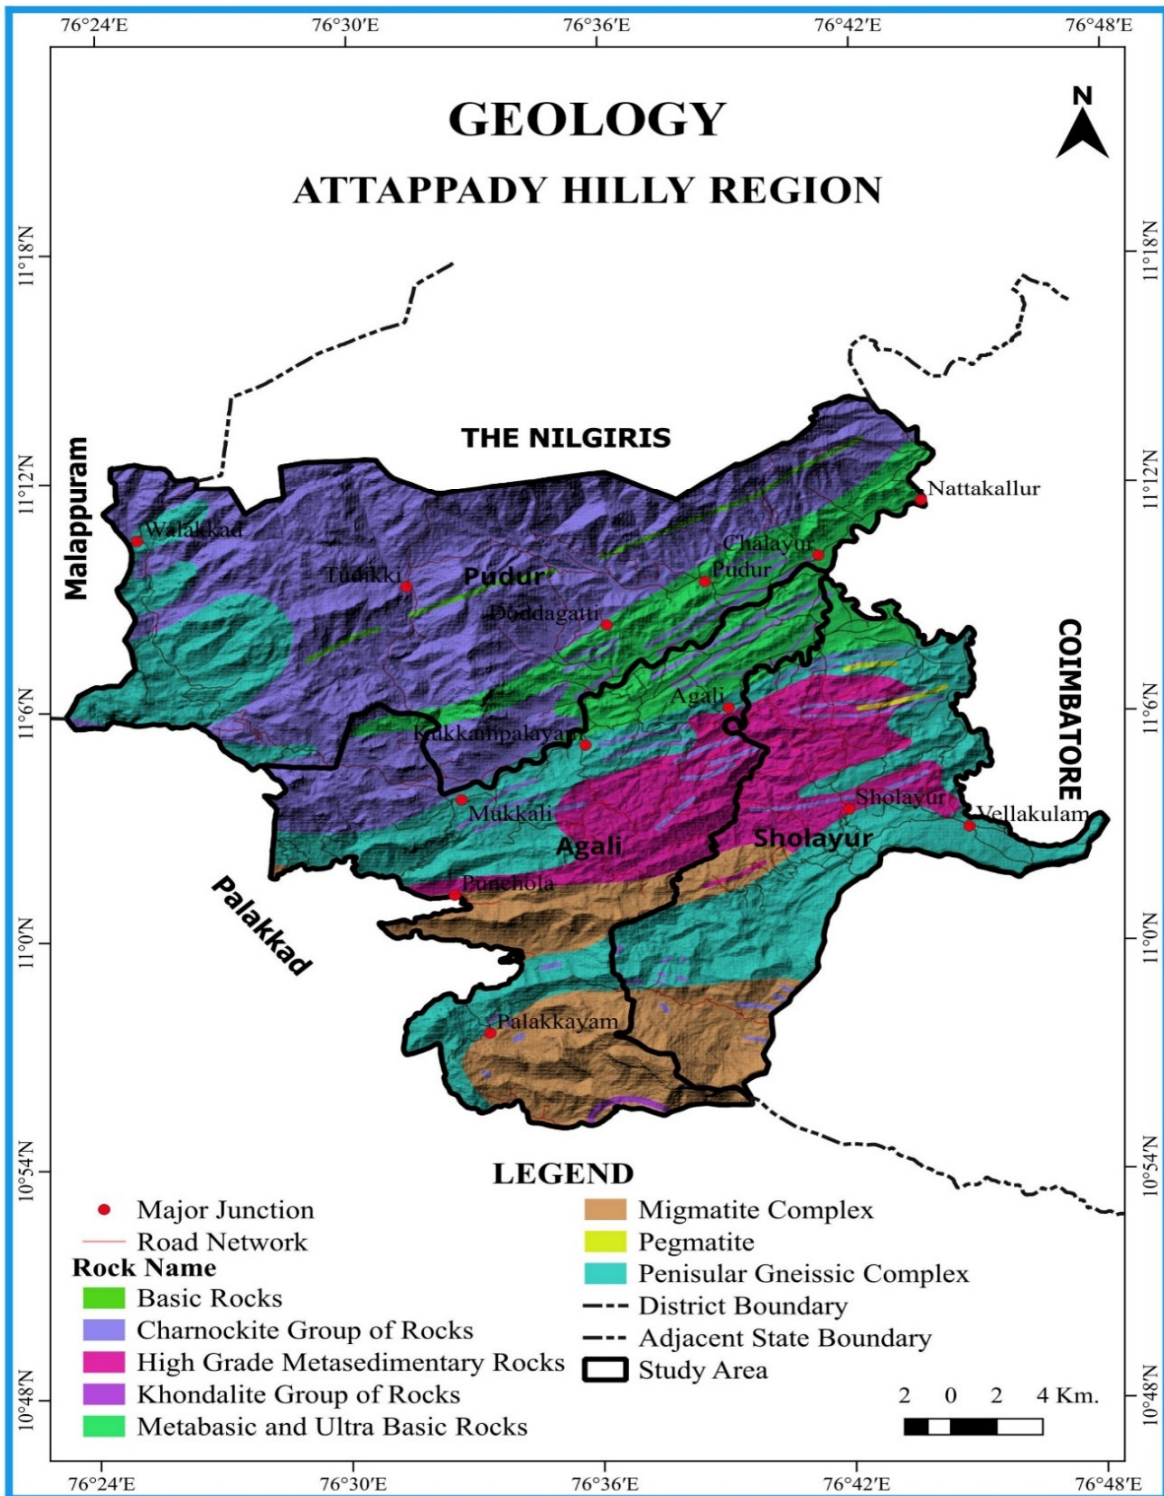 76°24'E 76°30'E 76°36'E 76°42'E 76°48'E
N
GEOLOGY
ATTAPPADY HILLY REGION
11°18'N 11°18'N
THE NILGIRIS
Malappuram
11°12'N 11°12'N
Nattakallur
Walakkad
Chalayur
Tudikki
Pudur
Pudur
Doddagatti
COIMBATORE
Agali
11°6'N 11°6'N
Kukkampalayam
Mukkali
Sholayur
Vellakulam
Agali
Sholayur
Punchola
Palakkad
11°0'N 11°0'N
Palakkayam
10°54'N 10°54'N
LEGEND
Major Junction
Road Network
Rock Name
Basic Rocks
Charnockite Group of Rocks
High Grade Metasedimentary Rocks
Khondalite Group of Rocks
Metabasic and Ultra Basic Rocks
Migmatite Complex
Pegmatite
Penisular Gneissic Complex
District Boundary
Adjacent State Boundary
Study Area
2 0 2 4 Km.
10°48'N 10°48'N
76°24'E 76°30'E 76°36'E 76°42'E 76°48'E